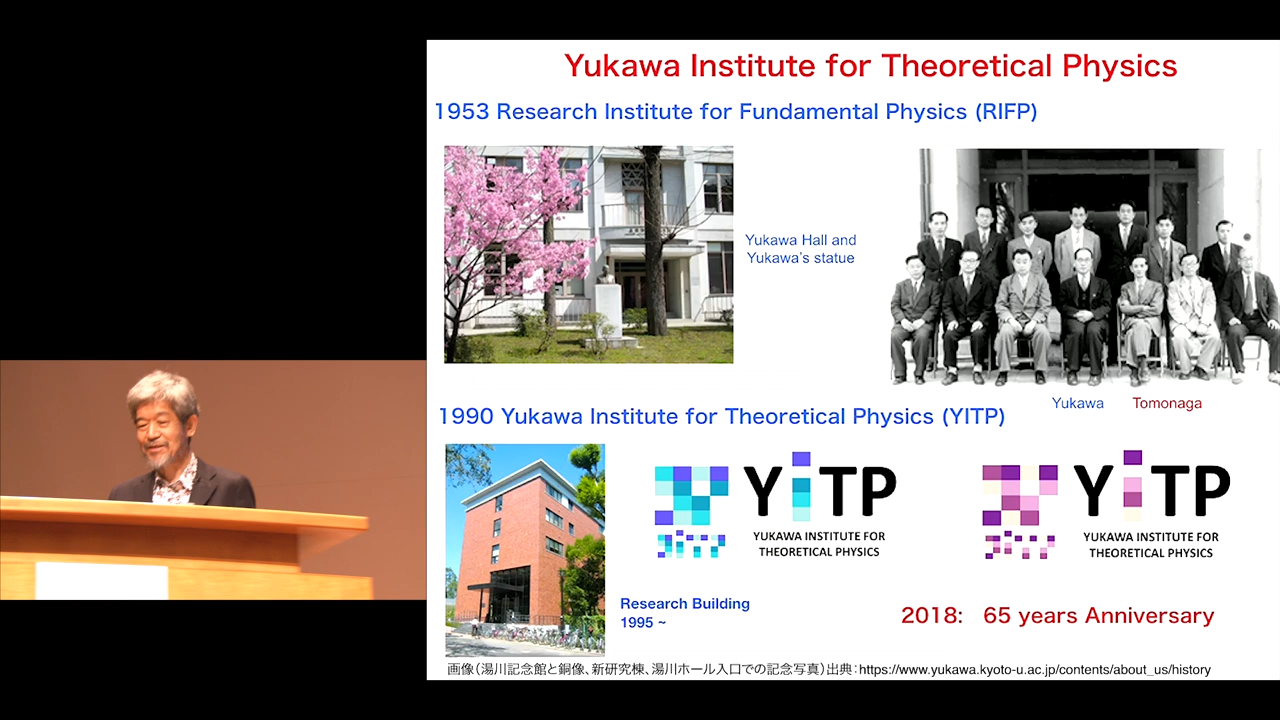 Yukawa Institute for Theoretical Physics
1953 Research Institute for Fundamental Physics (RIFP)
Yukawa Hall and
Yukawa's statue
Yukawa
Tomonaga
1990 Yukawa Institute for Theoretical Physics (YITP)
YiTP
YUKAWA INSTITUTE FOR
THEORETICAL PHYSICS
YiTP
YUKAWA INSTITUTE FOR
THEORETICAL PHYSICS
Research Building
1995 ~
2018: 65 years Anniversary
画像（湯川記念館と銅像、新研究棟、湯川ホール入口での記念写真）出典：https://www.yukawa.kyoto-u.ac.jp/contents/about_us/history